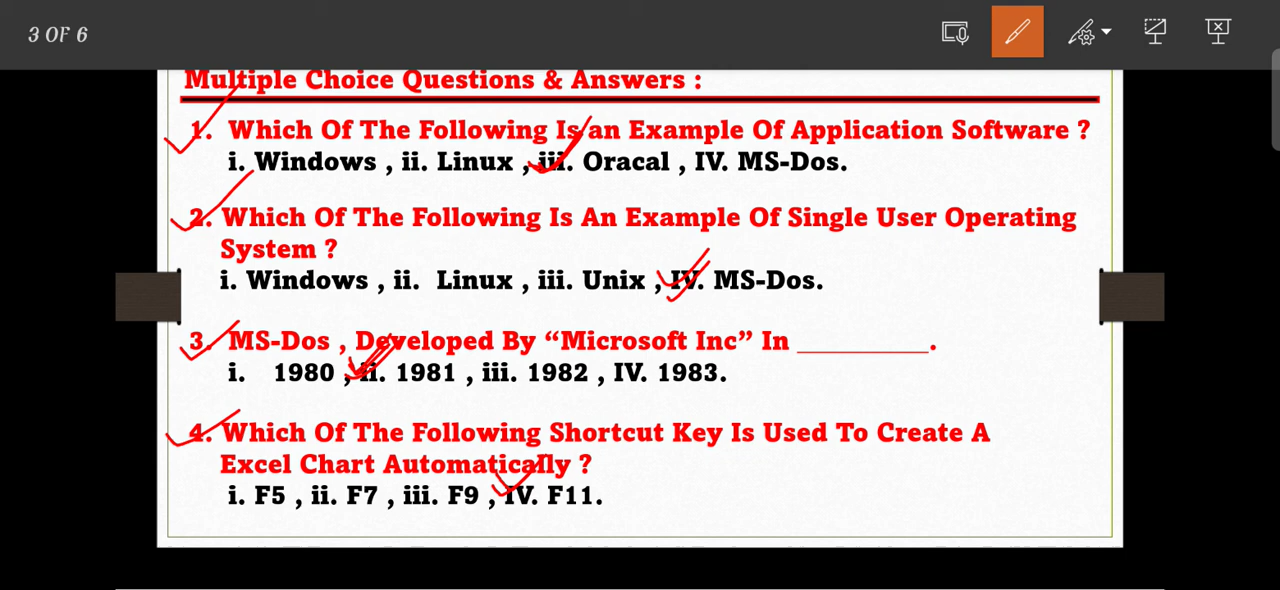 3 OF 6
Multiple Choice Questions & Answers :
1. Which Of The Following Is an Example Of Application Software ?
i. Windows , ii. Linux , iii. Oracal , IV. MS-Dos.
2. Which Of The Following Is An Example Of Single User Operating
System ?
i. Windows , ii. Linux , iii. Unix , IV. MS-Dos.
3. MS-Dos , Developed By “Microsoft Inc” In __________.
i. 1980 , ii. 1981 , iii. 1982 , IV. 1983.
4. Which Of The Following Shortcut Key Is Used To Create A
Excel Chart Automatically ?
i. F5 , ii. F7 , iii. F9 , IV. F11.